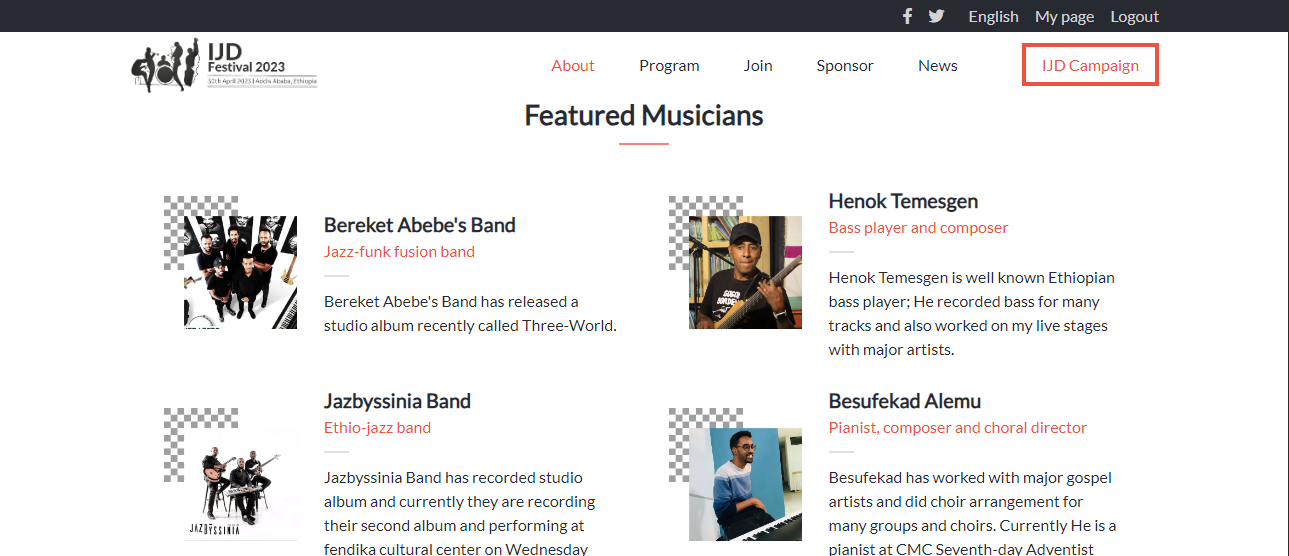 English My page Logout
IJD
Festival 2023
30th April 2023 | Addis Ababa, Ethiopia
About Program Join Sponsor News IJD Campaign
Featured Musicians
Bereket Abebe's Band
Jazz-funk fusion band
Bereket Abebe's Band has released a
studio album recently called Three-World.
Henok Temesgen
Bass player and composer
Henok Temesgen is well known Ethiopian
bass player; He recorded bass for many
tracks and also worked on my live stages
with major artists.
GOGOL
BORDELLO
Jazbyssinia Band
Ethio-jazz band
Jazbyssinia Band has recorded studio
album and currently they are recording
their second album and performing at
fendika cultural center on Wednesday
JAZBYSSINIA
Besufekad Alemu
Pianist, composer and choral director
Besufekad has worked with major gospel
artists and did choir arrangement for
many groups and choirs. Currently He is a
pianist at CMC Seventh-day Adventist